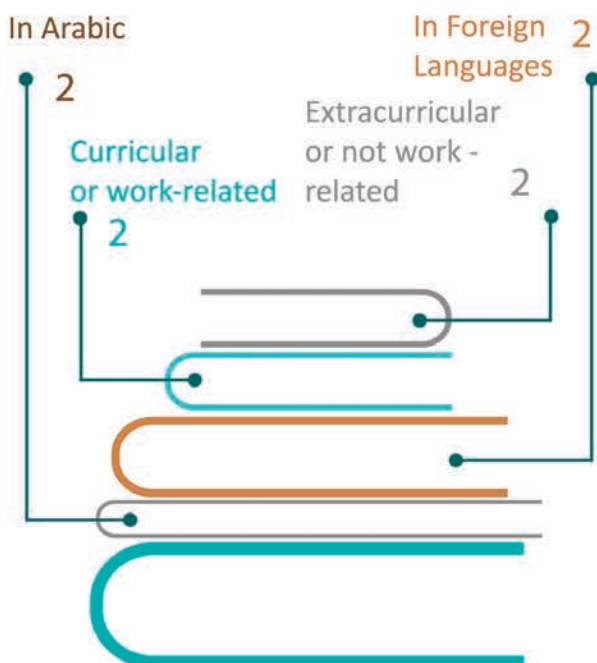 In Arabic
2
In Foreign
Languages
2
Curricular
or work-related
2
Extracurricular
or not work -
related
2